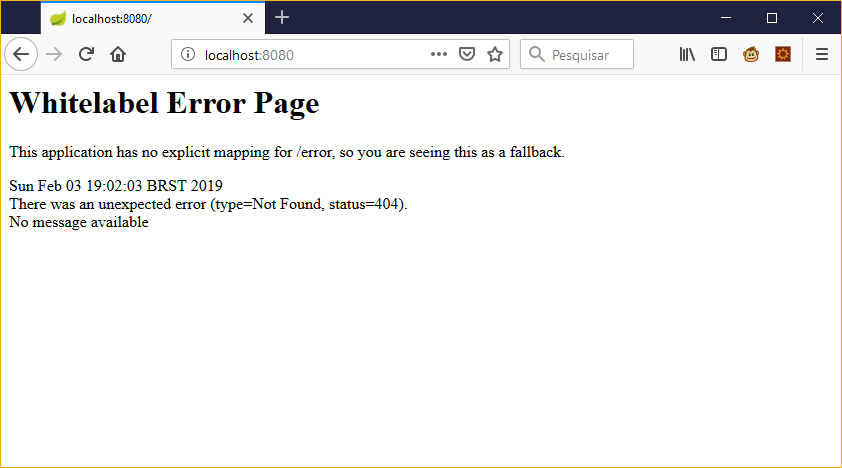 localhost:8080/
localhost:8080
Pesquisar
Whitelabel Error Page
This application has no explicit mapping for /error, so you are seeing this as a fallback.
Sun Feb 03 19:02:03 BRST 2019
There was an unexpected error (type=Not Found, status=404).
No message available